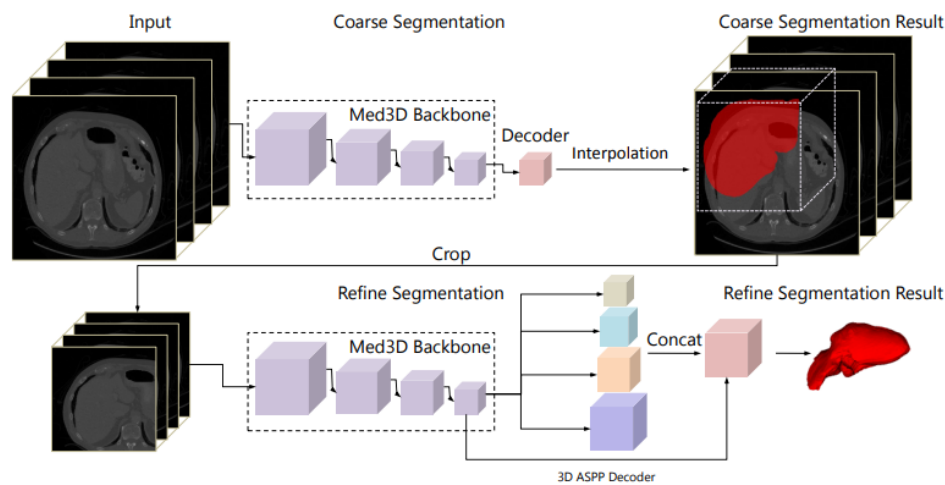 Input
Coarse Segmentation
Coarse Segmentation Result
Med3D Backbone
Decoder
Interpolation
Crop
Refine Segmentation
Refine Segmentation Result
Med3D Backbone
Concat
3D ASPP Decoder